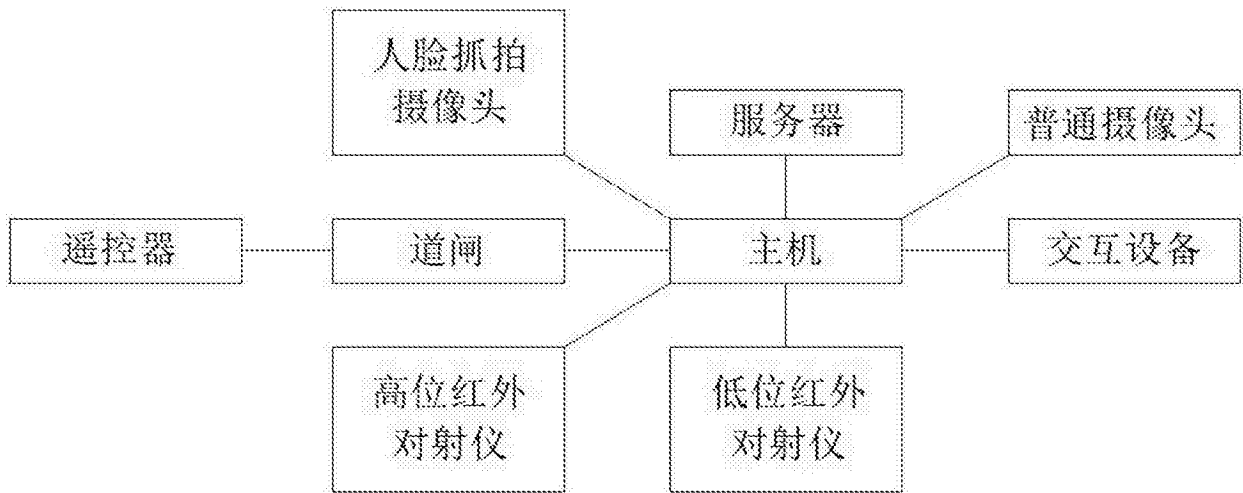 人脸抓拍
摄像头
服务器
普通摄像头
遥控器
道闸
主机
交互设备
高位红外
对射仪
低位红外
对射仪